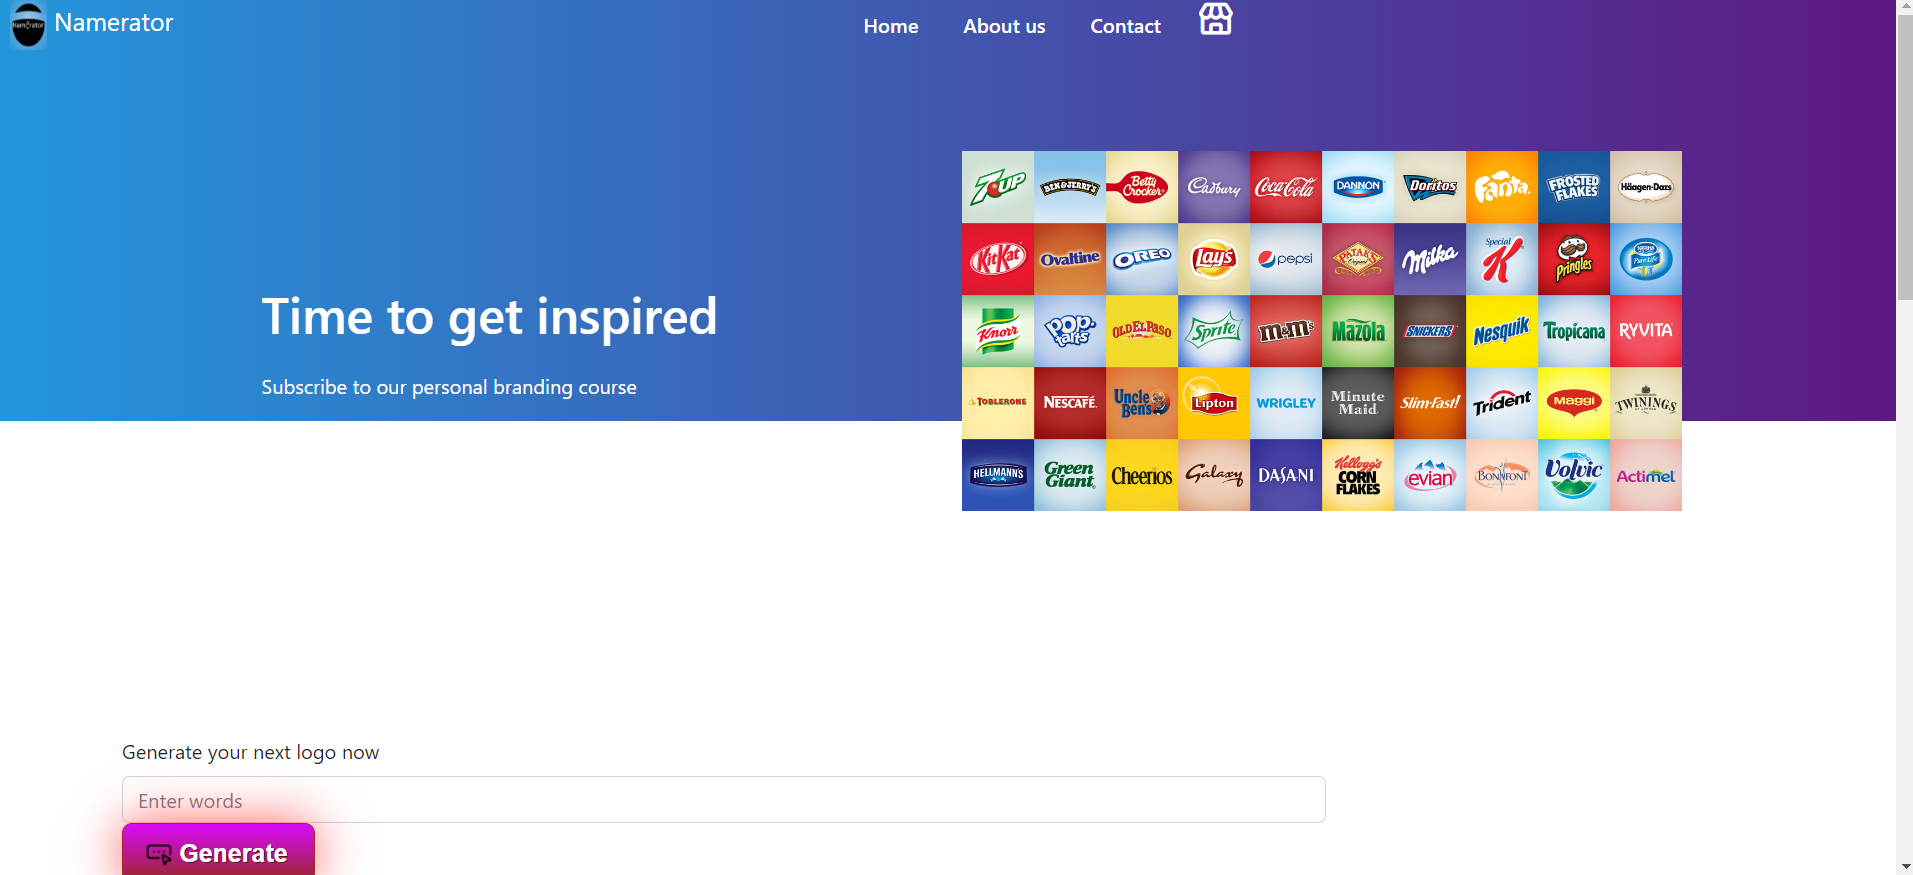 Namerator
Namerator
Home
About us
Contact
7UP
BEN & JERRY'S
Betty Crocker
Cadbury
Coca-Cola
DANNON
Doritos
Fanta
FROSTED FLAKES
Häagen-Dazs
KitKat
Ovaltine
OREO
Lay's
pepsi
PATAK'S Original
Milka
Special K
Pringles
Nestlé Pure Life
Time to get inspired
Knorr
POP-tarts
OLD EL PASO
Sprite
m&m's
Mazola
SNICKERS
Nesquik
Tropicana
RYVITA
Subscribe to our personal branding course
TOBLERONE
NESCAFÉ
Uncle Ben's
Lipton
WRIGLEY
Minute Maid
Slim·Fast!
Trident
Maggi
TWININGS
HELLMANN'S
Green Giant
Cheerios
Galaxy
DASANI
Kellogg's CORN FLAKES
evian
BONAFONT
Volvic
Actimel
Generate your next logo now
Enter words
Generate